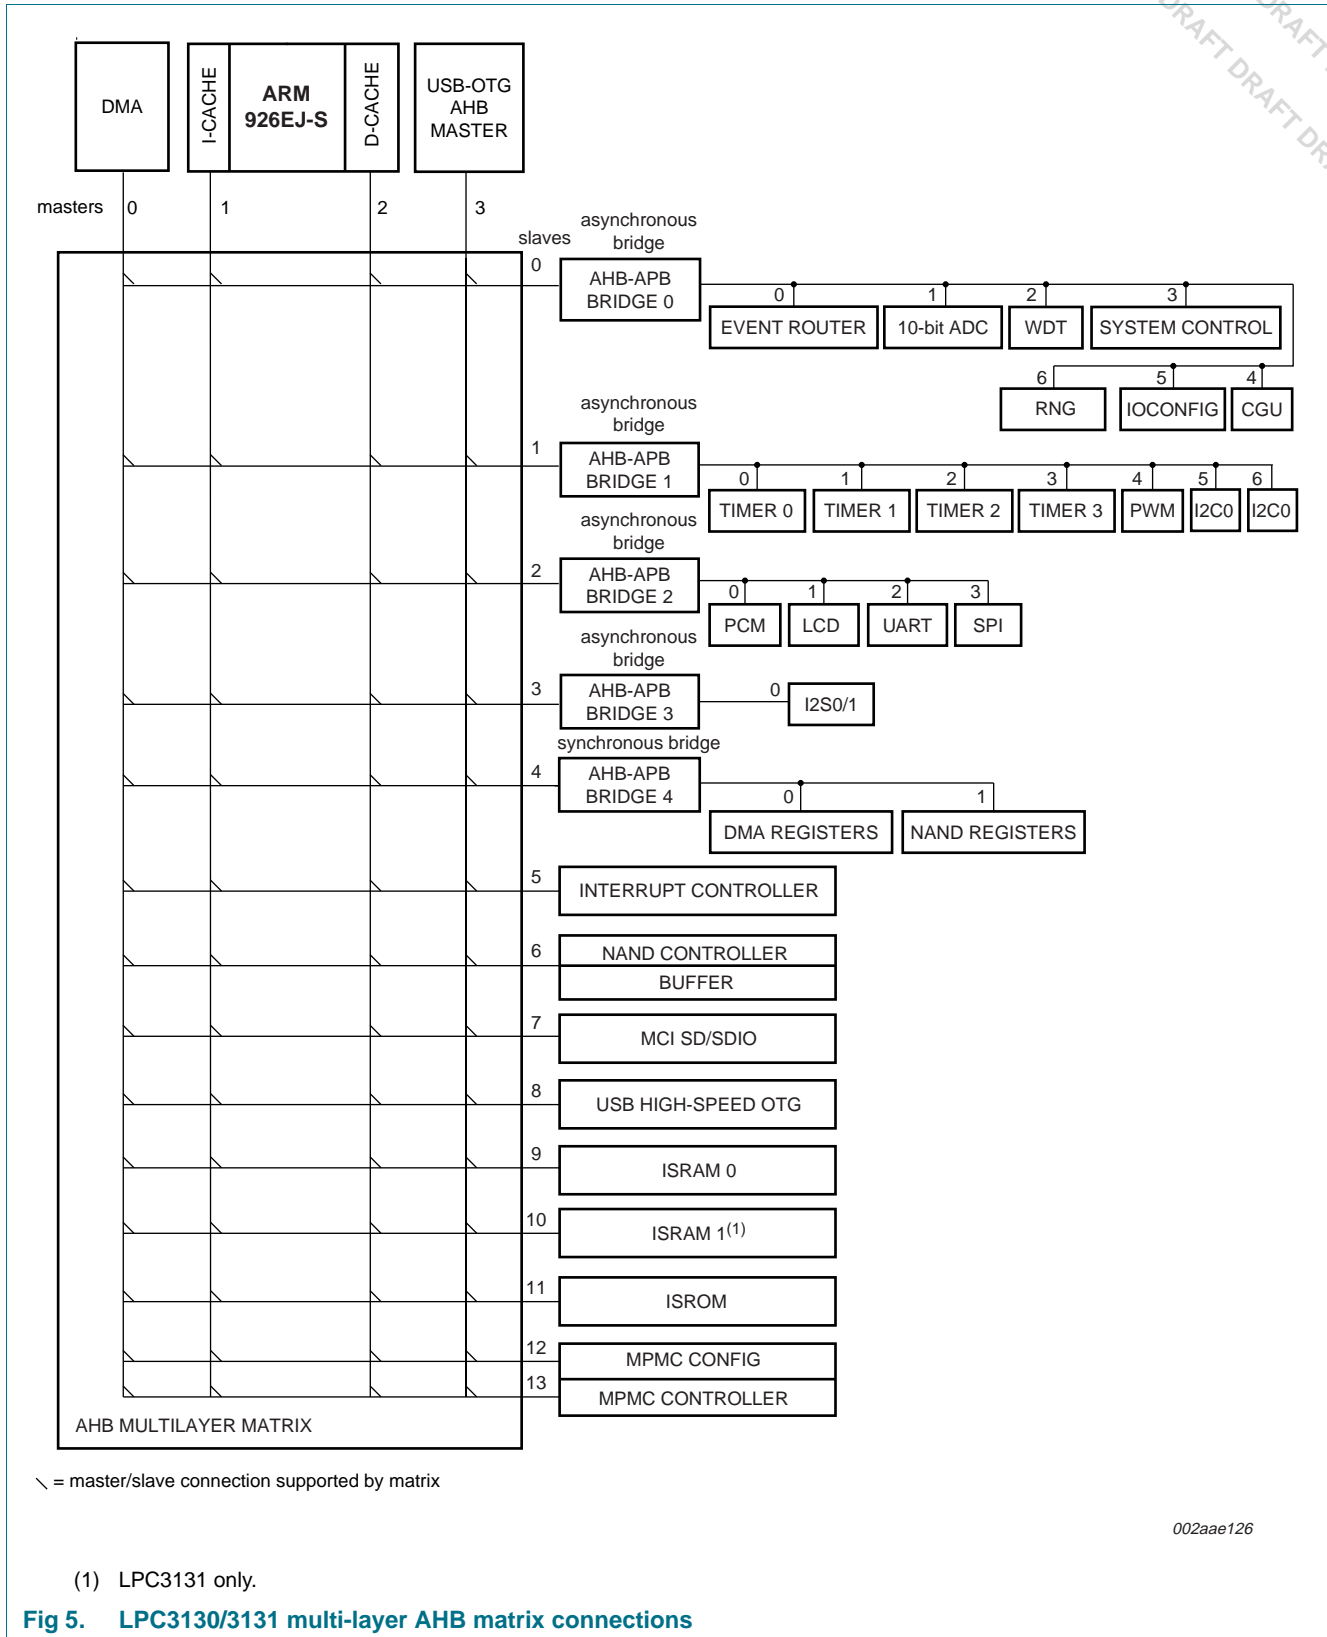 DRAFT DRAFT DRAFT
DRAFT
DMA
I-CACHE
ARM
926EJ-S
D-CACHE
USB-OTG
AHB
MASTER
masters 0 1 2 3
slaves
asynchronous
bridge
0
AHB-APB
BRIDGE 0
0 1 2 3
EVENT ROUTER 10-bit ADC WDT SYSTEM CONTROL
6 5 4
RNG IOCONFIG CGU
asynchronous
bridge
1
AHB-APB
BRIDGE 1
0 1 2 3 4 5 6
TIMER 0 TIMER 1 TIMER 2 TIMER 3 PWM I2C0 I2C0
asynchronous
bridge
2
AHB-APB
BRIDGE 2
0 1 2 3
PCM LCD UART SPI
asynchronous
bridge
3
AHB-APB
BRIDGE 3
0
I2S0/1
synchronous bridge
4
AHB-APB
BRIDGE 4
0 1
DMA REGISTERS NAND REGISTERS
5
INTERRUPT CONTROLLER
6
NAND CONTROLLER
BUFFER
7
MCI SD/SDIO
8
USB HIGH-SPEED OTG
9
ISRAM 0
10
ISRAM 1(1)
11
ISROM
12
MPMC CONFIG
13
MPMC CONTROLLER
AHB MULTILAYER MATRIX
= master/slave connection supported by matrix
002aae126
(1) LPC3131 only.
Fig 5. LPC3130/3131 multi-layer AHB matrix connections